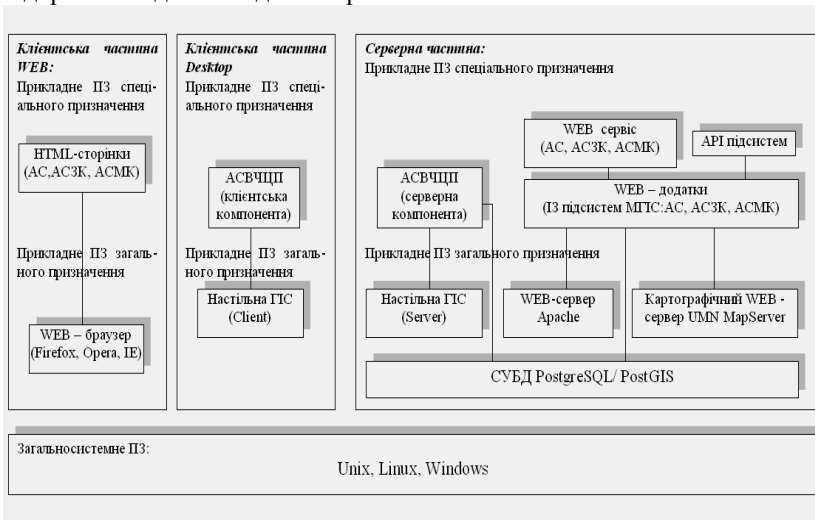 Клієнтська частина
WEB:
Прикладне ПЗ спеці-
ального призначення
HTML-сторінки
(АС,АСЗК, АСМК)
Прикладне ПЗ загаль-
ного призначення
WEB – браузер
(Firefox, Opera, IE)
Клієнтська частина
Desktop
Прикладне ПЗ спеці-
ального призначення
АСВЧЦП
(клієнтська
компонента)
Прикладне ПЗ загаль-
ного призначення
Настільна ГІС
(Client)
Серверна частина:
Прикладне ПЗ спеціального призначення
WEB сервіс
(АС, АСЗК, АСМК)
API підсистем
АСВЧЦП
(серверна
компонента)
WEB – додатки
(ІЗ підсистем МГІС:АС, АСЗК, АСМК)
Прикладне ПЗ загального призначення
Настільна ГІС
(Server)
WEB-сервер
Apache
Картографічний WEB -
сервер UMN MapServer
СУБД PostgreSQL/ PostGIS
Загальносистемне ПЗ:
Unix, Linux, Windows